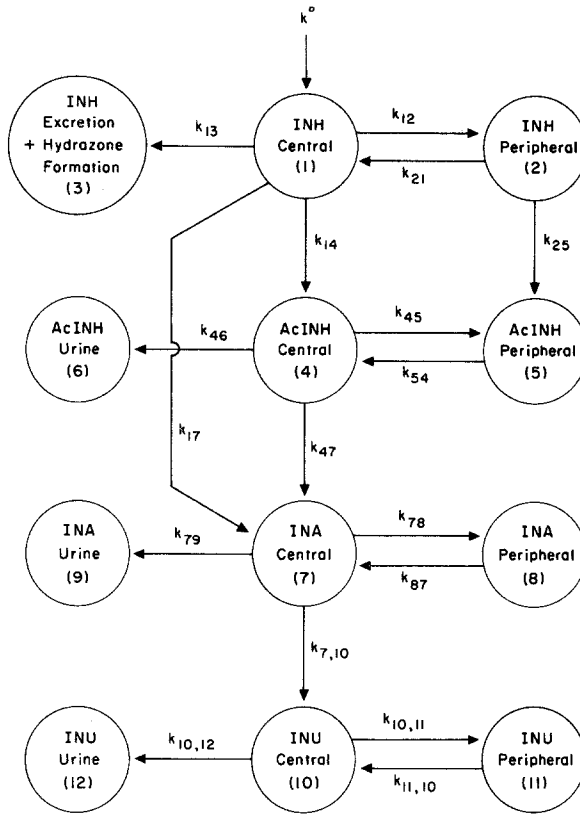 k°
INH
Excretion
+ Hydrazone
Formation
(3)
k13
INH
Central
(1)
k12
k21
INH
Peripheral
(2)
k14
k25
AcINH
Urine
(6)
k46
AcINH
Central
(4)
k45
k54
AcINH
Peripheral
(5)
k17
k47
INA
Urine
(9)
k79
INA
Central
(7)
k78
k87
INA
Peripheral
(8)
k7,10
INU
Urine
(12)
k10,12
INU
Central
(10)
k10,11
k11,10
INU
Peripheral
(11)